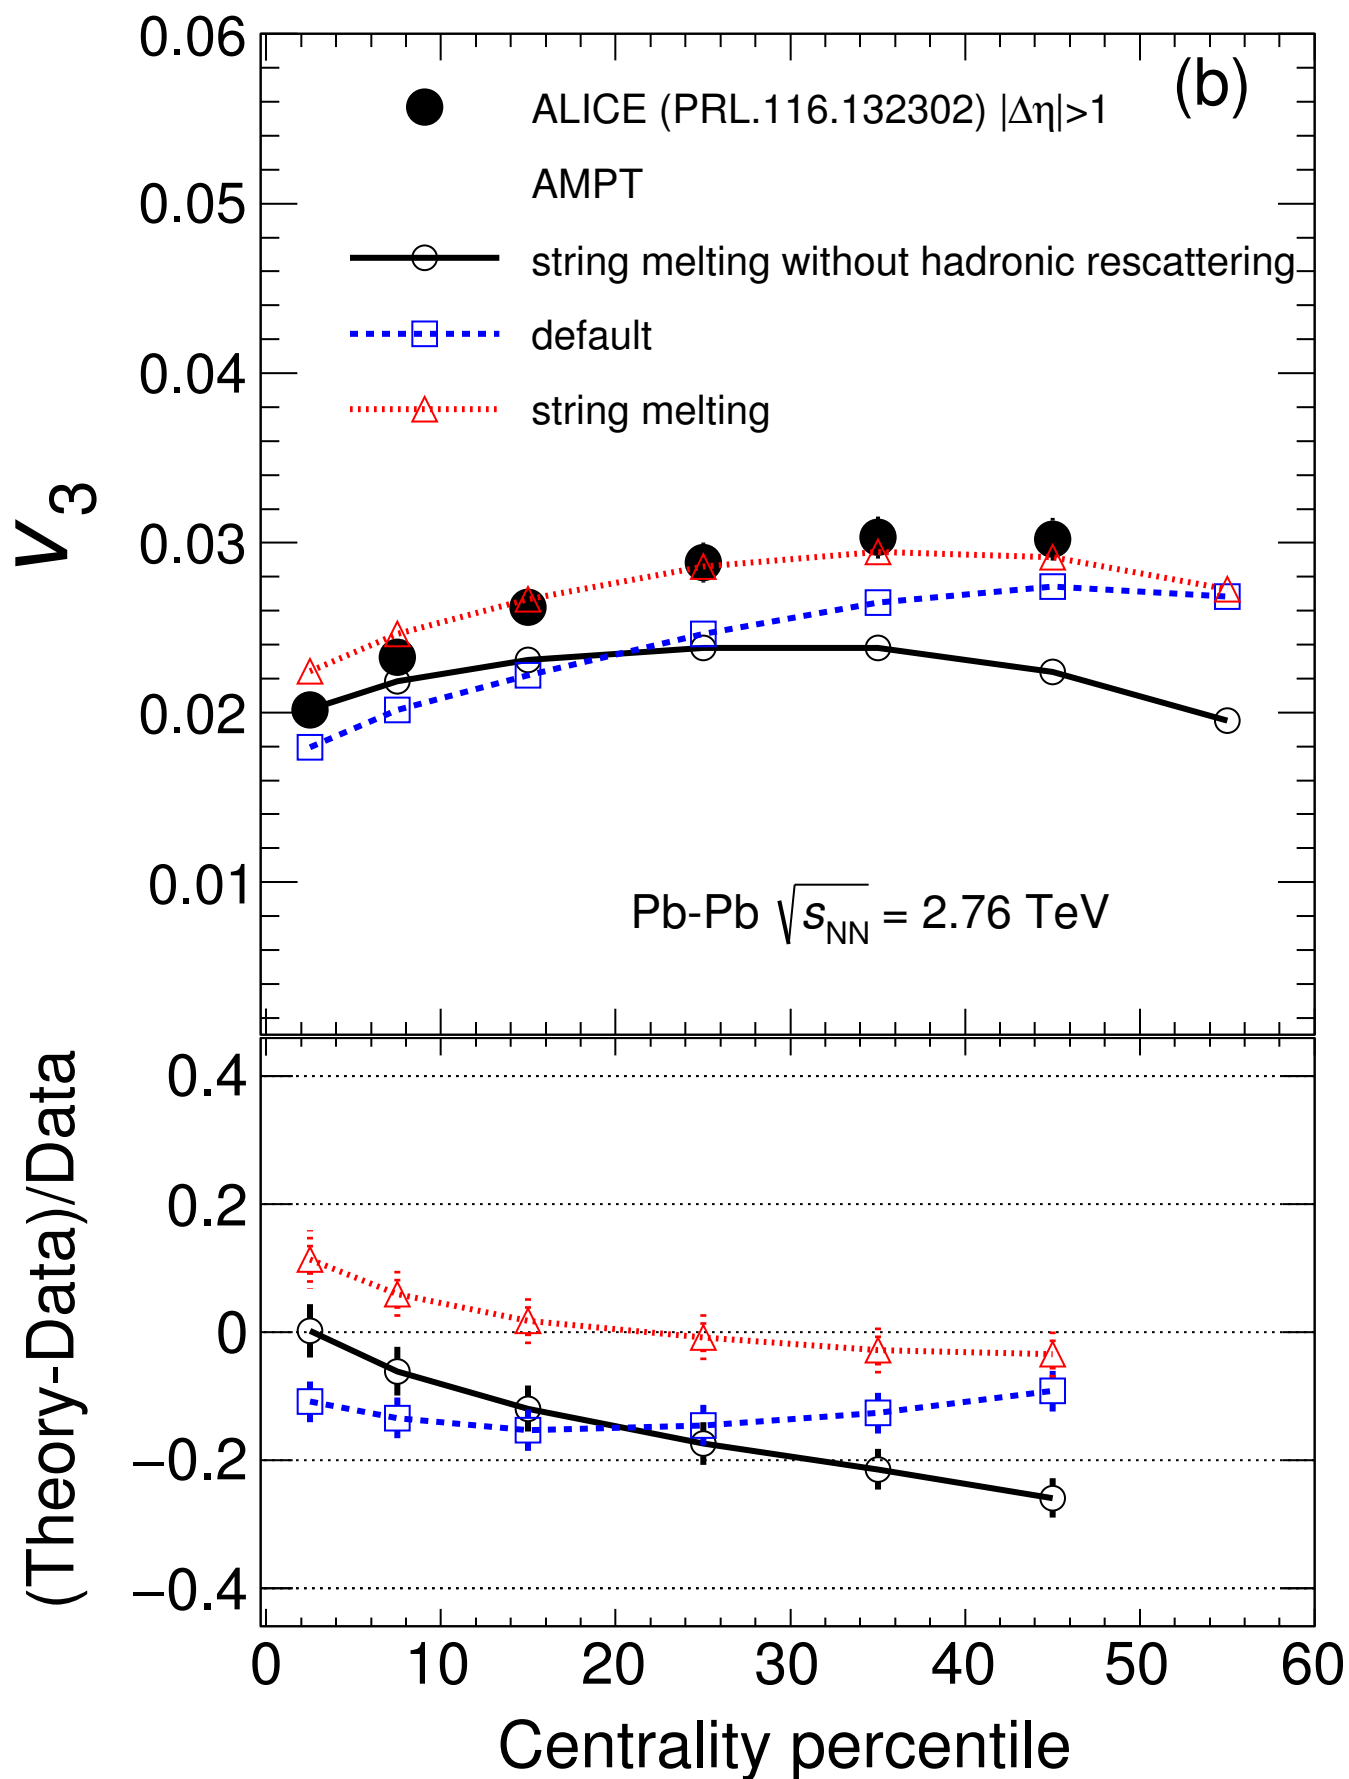 0.06
0.05
0.04
0.03
0.02
0.01
v3
(b)
ALICE (PRL.116.132302) |Δη|>1
AMPT
string melting without hadronic rescattering
default
string melting
Pb-Pb √sNN = 2.76 TeV
(Theory-Data)/Data
0.4
0.2
0
−0.2
−0.4
0 10 20 30 40 50 60
Centrality percentile